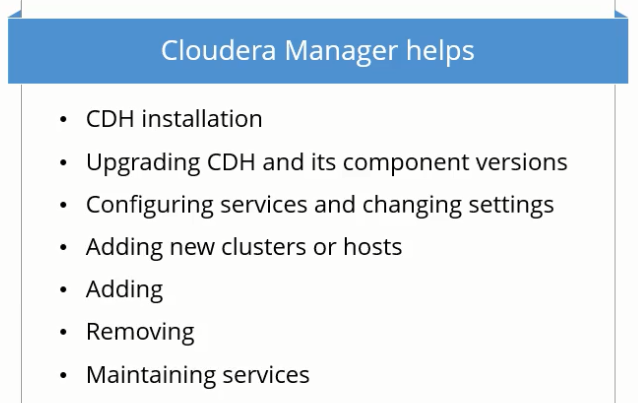 Cloudera Manager helps
• CDH installation
• Upgrading CDH and its component versions
• Configuring services and changing settings
• Adding new clusters or hosts
• Adding
• Removing
• Maintaining services